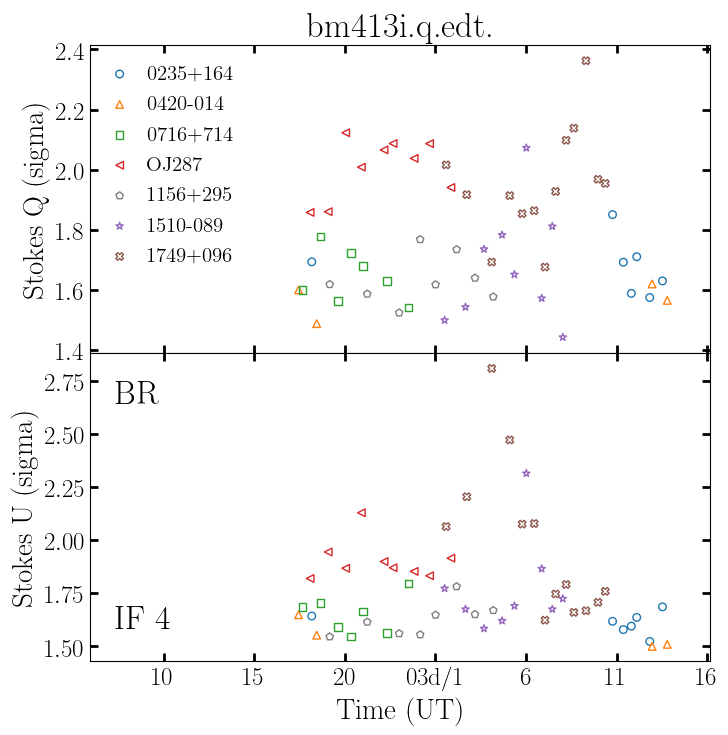 bm413i.q.edt.
2.4
2.2
2.0
1.8
1.6
1.4
Stokes Q (sigma)
0235+164
0420-014
0716+714
OJ287
1156+295
1510-089
1749+096
2.75
2.50
2.25
2.00
1.75
1.50
Stokes U (sigma)
BR
IF 4
10 15 20 03d/1 6 11 16
Time (UT)